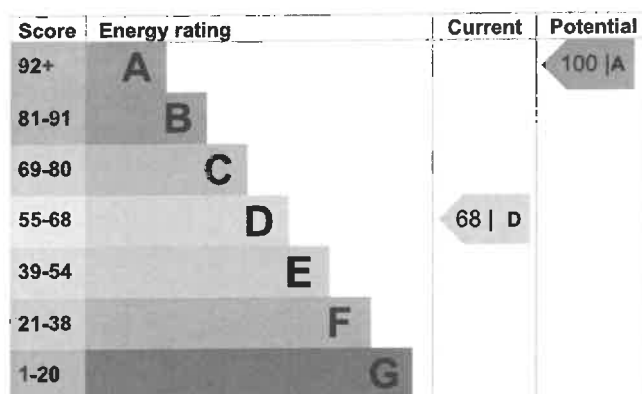 Score Energy rating Current Potential
92+ A 100 | A
81-91 B
69-80 C
55-68 D 68 | D
39-54 E
21-38 F
1-20 G